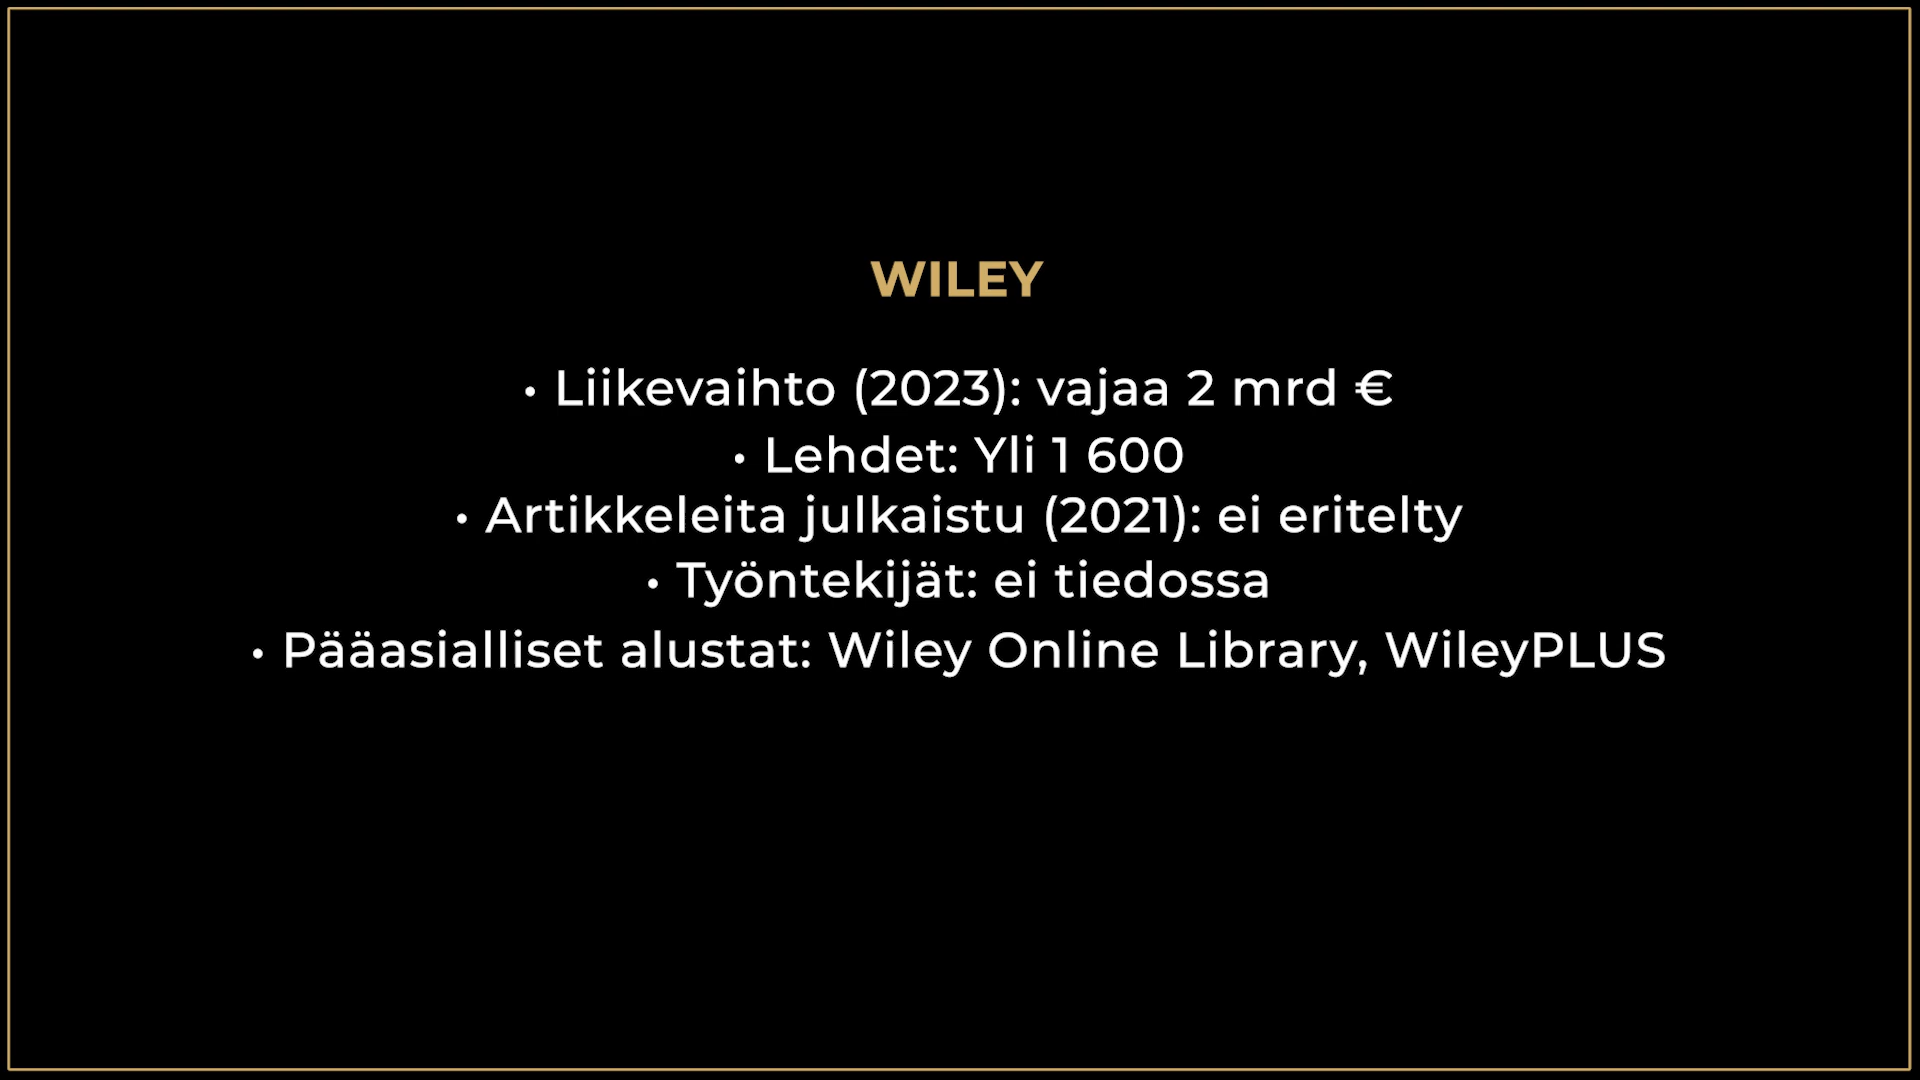 WILEY
• Liikevaihto (2023): vajaa 2 mrd €
• Lehdet: Yli 1 600
• Artikkeleita julkaistu (2021): ei eritelty
• Työntekijät: ei tiedossa
• Pääasialliset alustat: Wiley Online Library, WileyPLUS